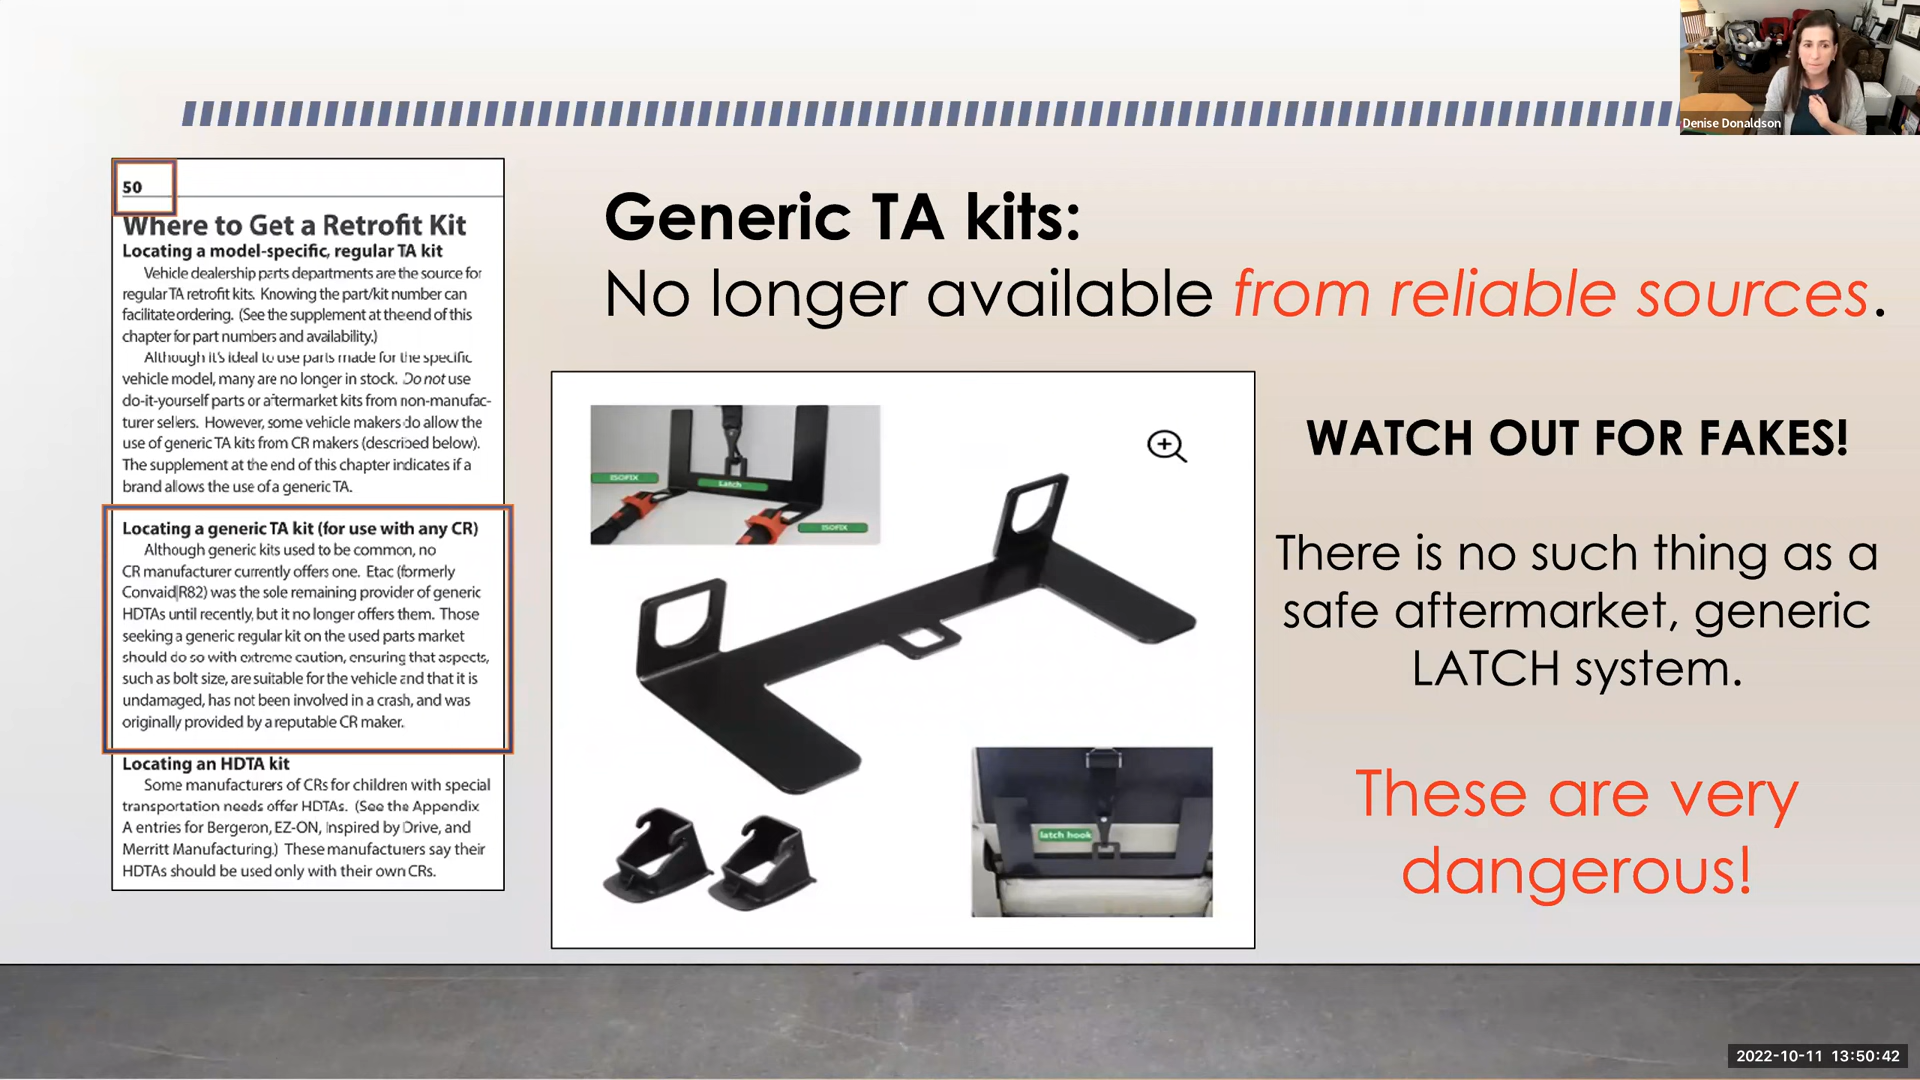 Denise Donaldson
50
Where to Get a Retrofit Kit
Locating a model-specific, regular TA kit
Vehicle dealership parts departments are the source for
regular TA retrofit kits. Knowing the part/kit number can
facilitate ordering. (See the supplement at the end of this
chapter for part numbers and availability.)
Although it's ideal to use parts made for the specific
vehicle model, many are no longer in stock. Do not use
do-it-yourself parts or aftermarket kits from non-manufac-
turer sellers. However, some vehicle makers do allow the
use of generic TA kits from CR makers (described below).
The supplement at the end of this chapter indicates if a
brand allows the use of a generic TA.
Locating a generic TA kit (for use with any CR)
Although generic kits used to be common, no
CR manufacturer currently offers one. Etac (formerly
Convaid|R82) was the sole remaining provider of generic
HDTAs until recently, but it no longer offers them. Those
seeking a generic regular kit on the used parts market
should do so with extreme caution, ensuring that aspects,
such as bolt size, are suitable for the vehicle and that it is
undamaged, has not been involved in a crash, and was
originally provided by a reputable CR maker.
Locating an HDTA kit
Some manufacturers of CRs for children with special
transportation needs offer HDTAs. (See the Appendix
A entries for Bergeron, EZ-ON, Inspired by Drive, and
Merritt Manufacturing.) These manufacturers say their
HDTAs should be used only with their own CRs.
Generic TA kits:
No longer available from reliable sources.
ISOFIX
Latch
ISOFIX
latch hook
WATCH OUT FOR FAKES!
There is no such thing as a
safe aftermarket, generic
LATCH system.
These are very
dangerous!
2022-10-11 13:50:42